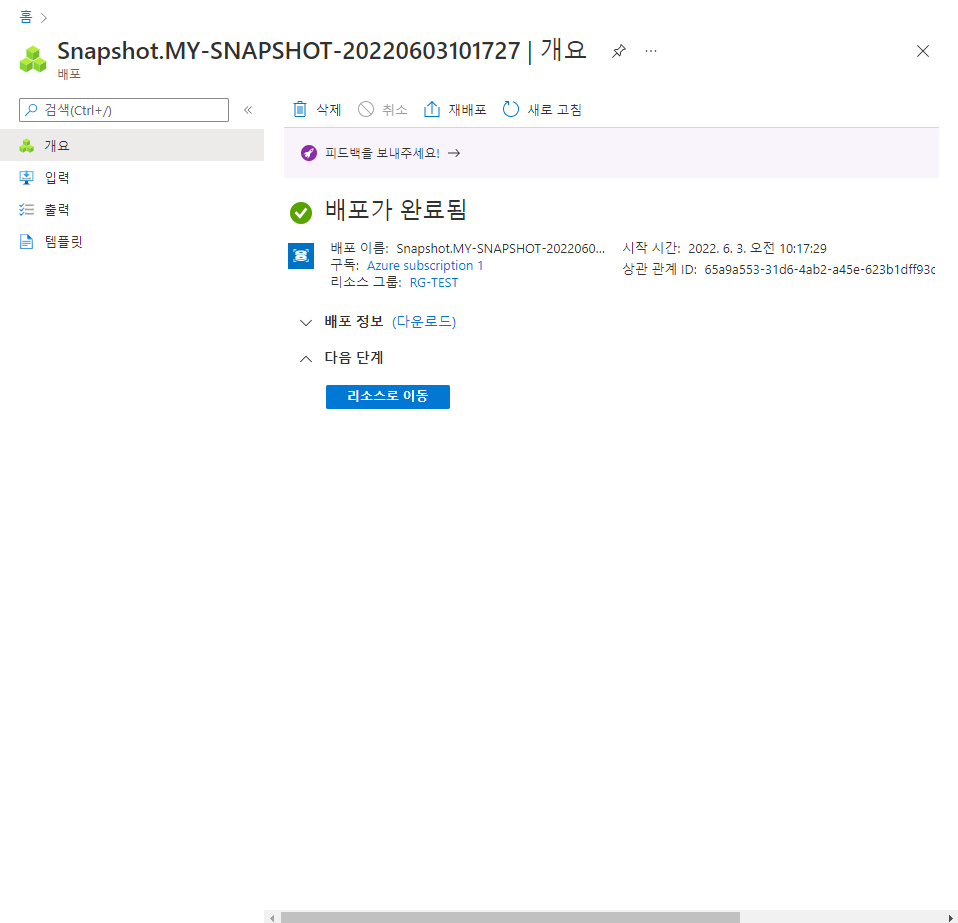 홈
Snapshot.MY-SNAPSHOT-20220603101727 | 개요
배포
검색(Ctrl+/)
삭제 취소 재배포 새로 고침
개요
입력
출력
템플릿
피드백을 보내주세요! →
배포가 완료됨
배포 이름: Snapshot.MY-SNAPSHOT-2022060...
구독: Azure subscription 1
리소스 그룹: RG-TEST
시작 시간: 2022. 6. 3. 오전 10:17:29
상관 관계 ID: 65a9a553-31d6-4ab2-a45e-623b1dff93c
배포 정보 (다운로드)
다음 단계
리소스로 이동